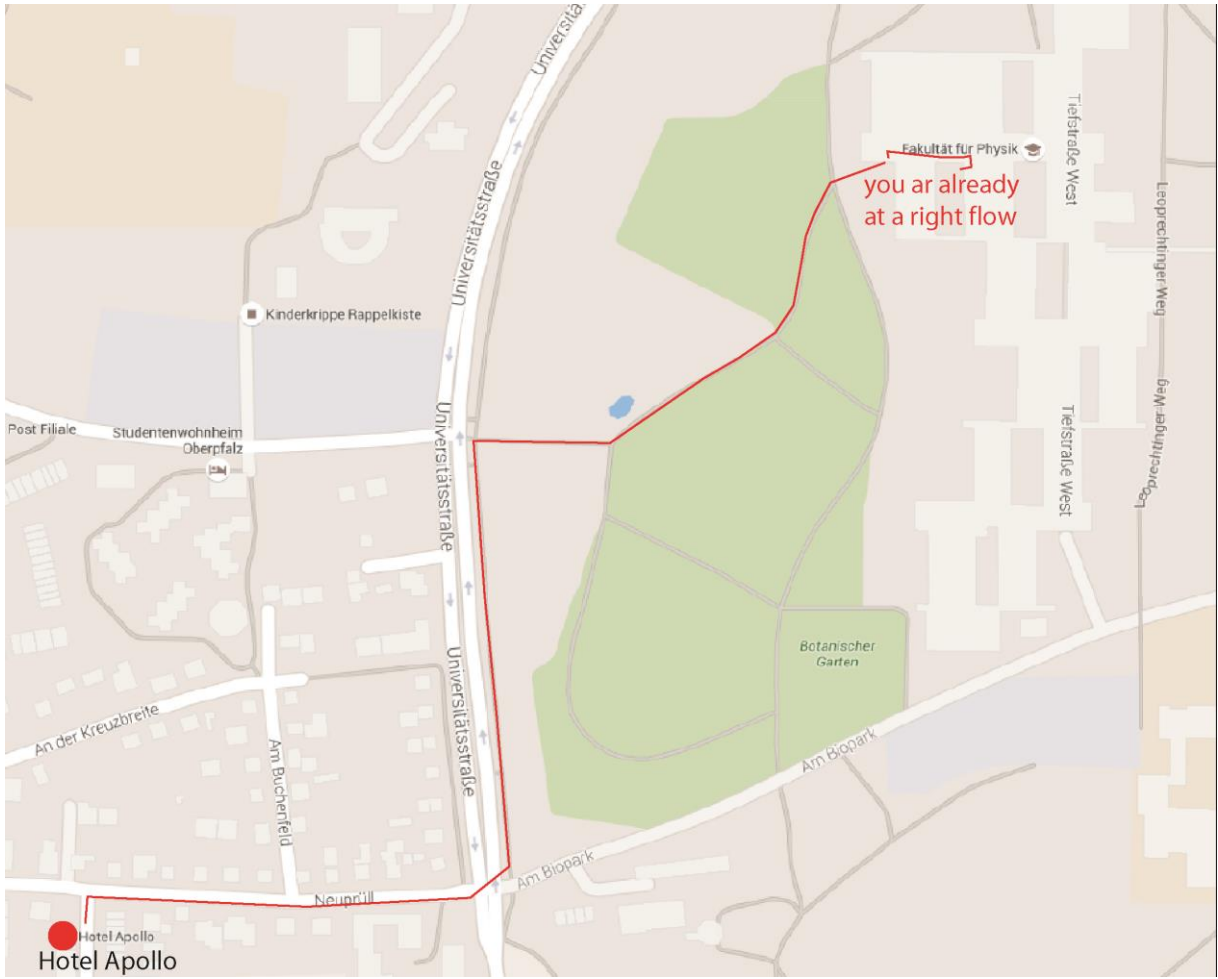 Universitätsstraße
Tiefstraße West
Fakultät für Physik
you ar already
at a right flow
Universitätsstraße
Leoprechtinger Weg
Kinderkrippe Rappelkiste
Post Filiale
Studentenwohnheim
Oberpfalz
Universitätsstraße
Tiefstraße West
Leoprechtinger Weg
Botanischer
Garten
Universitätsstraße
An der Kreuzbreite
Am Buchenfeld
Am Biopark
Am Biopark
Neuprüll
Hotel Apollo
Hotel Apollo